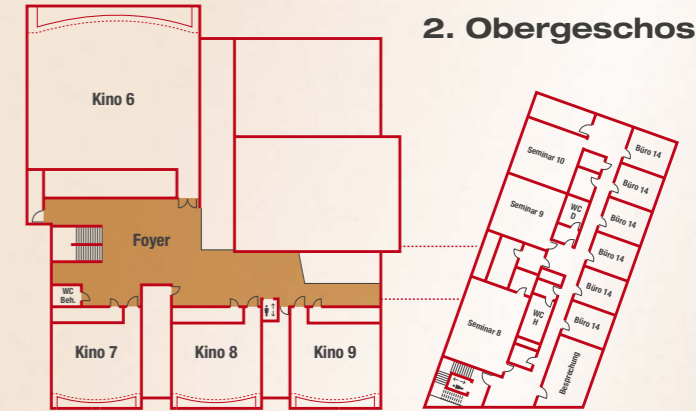 2. Obergeschos
Kino 6
Foyer
WC
Beh.
Kino 7
Kino 8
Kino 9
Seminar 10
Büro 14
Büro 14
Seminar 9
WC
D
Büro 14
Büro 14
Büro 14
Seminar 8
WC
H
Büro 14
Besprechung